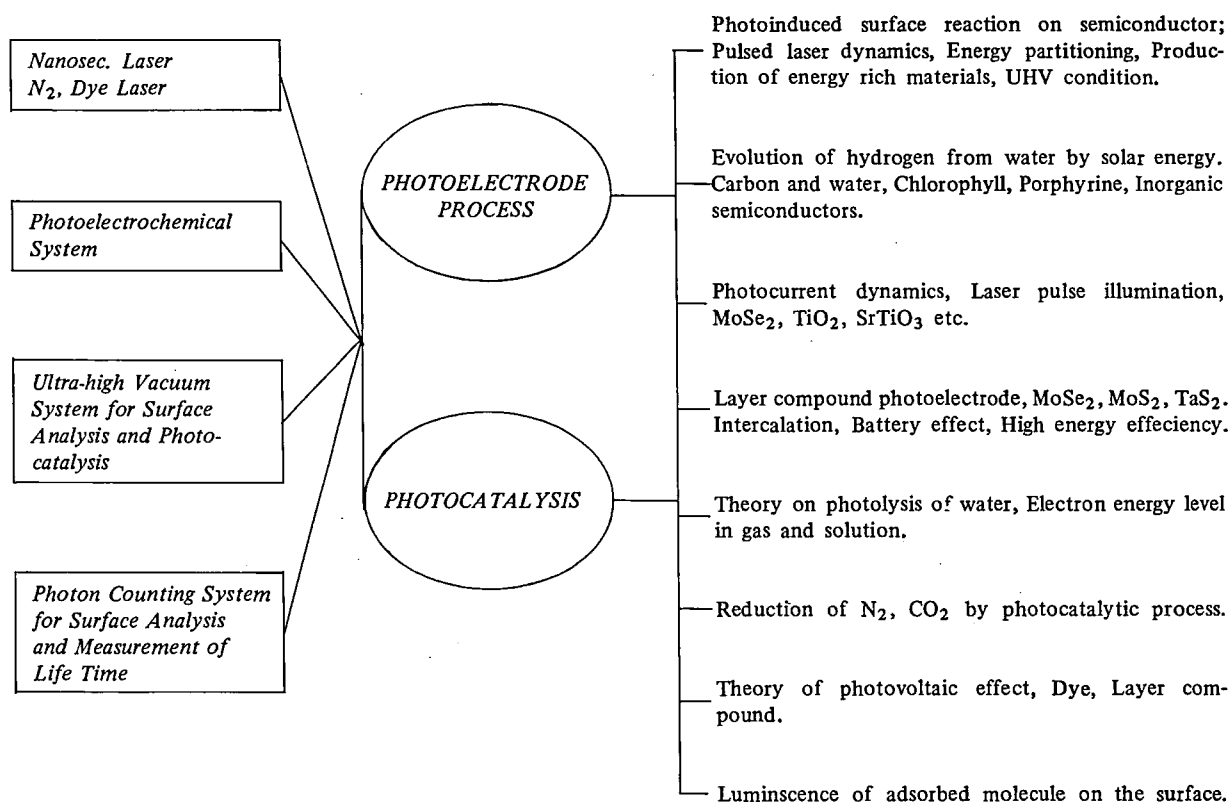 Nanosec. Laser
N2, Dye Laser
Photoelectrochemical
System
Ultra-high Vacuum
System for Surface
Analysis and Photo-
catalysis
Photon Counting System
for Surface Analysis
and Measurement of
Life Time
PHOTOELECTRODE
PROCESS
PHOTOCATALYSIS
Photoinduced surface reaction on semiconductor;
Pulsed laser dynamics, Energy partitioning, Produc-
tion of energy rich materials, UHV condition.
Evolution of hydrogen from water by solar energy.
Carbon and water, Chlorophyll, Porphyrine, Inorganic
semiconductors.
Photocurrent dynamics, Laser pulse illumination,
MoSe2, TiO2, SrTiO3 etc.
Layer compound photoelectrode, MoSe2, MoS2, TaS2.
Intercalation, Battery effect, High energy effeciency.
Theory on photolysis of water, Electron energy level
in gas and solution.
Reduction of N2, CO2 by photocatalytic process.
Theory of photovoltaic effect, Dye, Layer com-
pound.
Luminscence of adsorbed molecule on the surface.